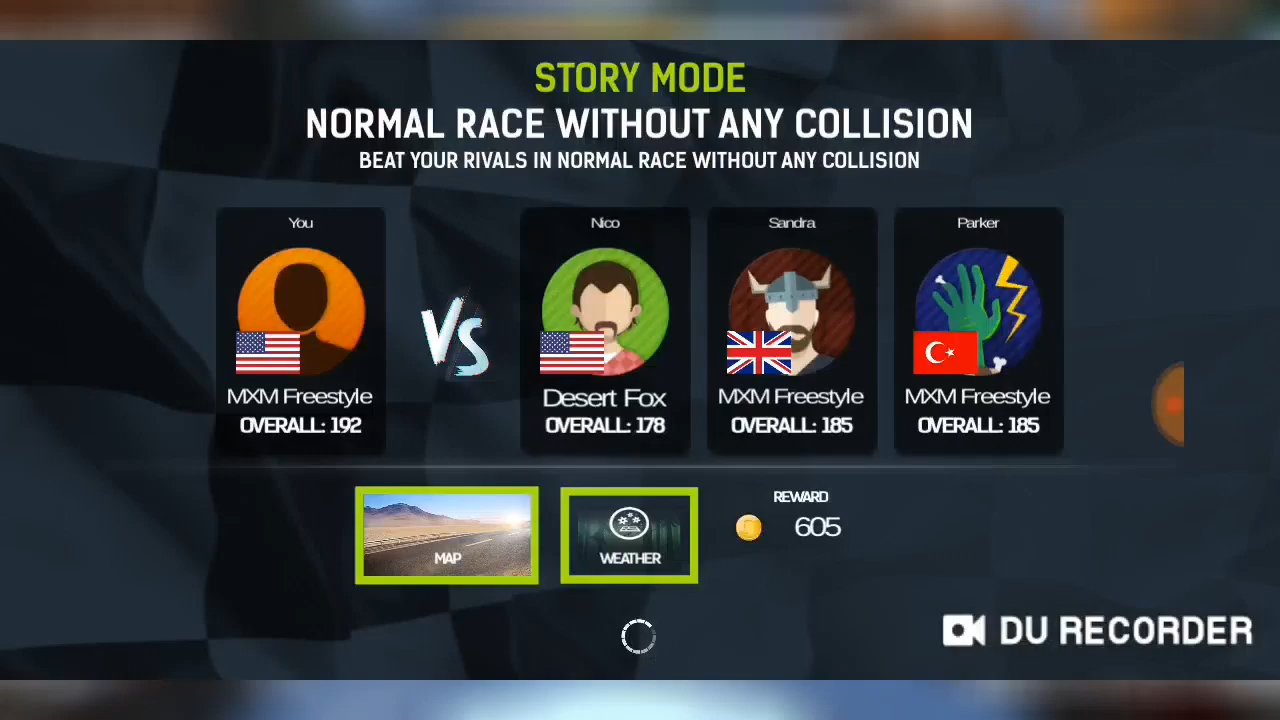 STORY MODE
NORMAL RACE WITHOUT ANY COLLISION
BEAT YOUR RIVALS IN NORMAL RACE WITHOUT ANY COLLISION
You
Nico
Sandra
Parker
VS
MXM Freestyle
Desert Fox
MXM Freestyle
MXM Freestyle
OVERALL: 192
OVERALL: 178
OVERALL: 185
OVERALL: 185
MAP
WEATHER
REWARD
605
DU RECORDER